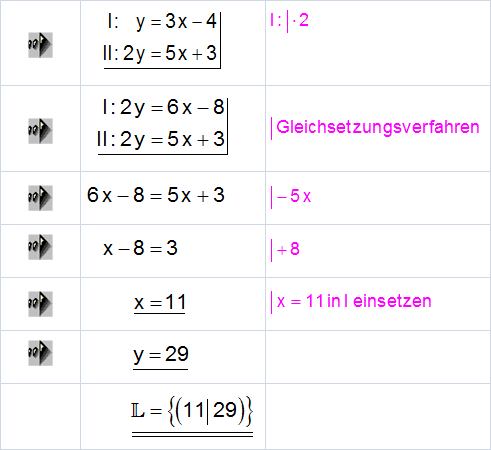 I: y = 3x − 4 I: | · 2
II: 2y = 5x + 3
I: 2y = 6x − 8
| Gleichsetzungsverfahren
II: 2y = 5x + 3
6x − 8 = 5x + 3 | − 5x
x − 8 = 3 | + 8
x = 11 | x = 11 in I einsetzen
y = 29
𝕃 = {(11|29)}